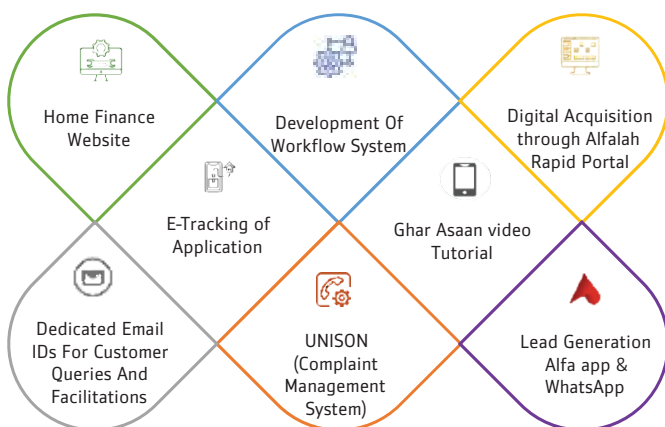 Home Finance
Website
Development Of
Workflow System
Digital Acquisition
through Alfalah
Rapid Portal
E-Tracking of
Application
Ghar Asaan video
Tutorial
Dedicated Email
IDs For Customer
Queries And
Facilitations
UNISON
(Complaint
Management
System)
Lead Generation
Alfa app &
WhatsApp